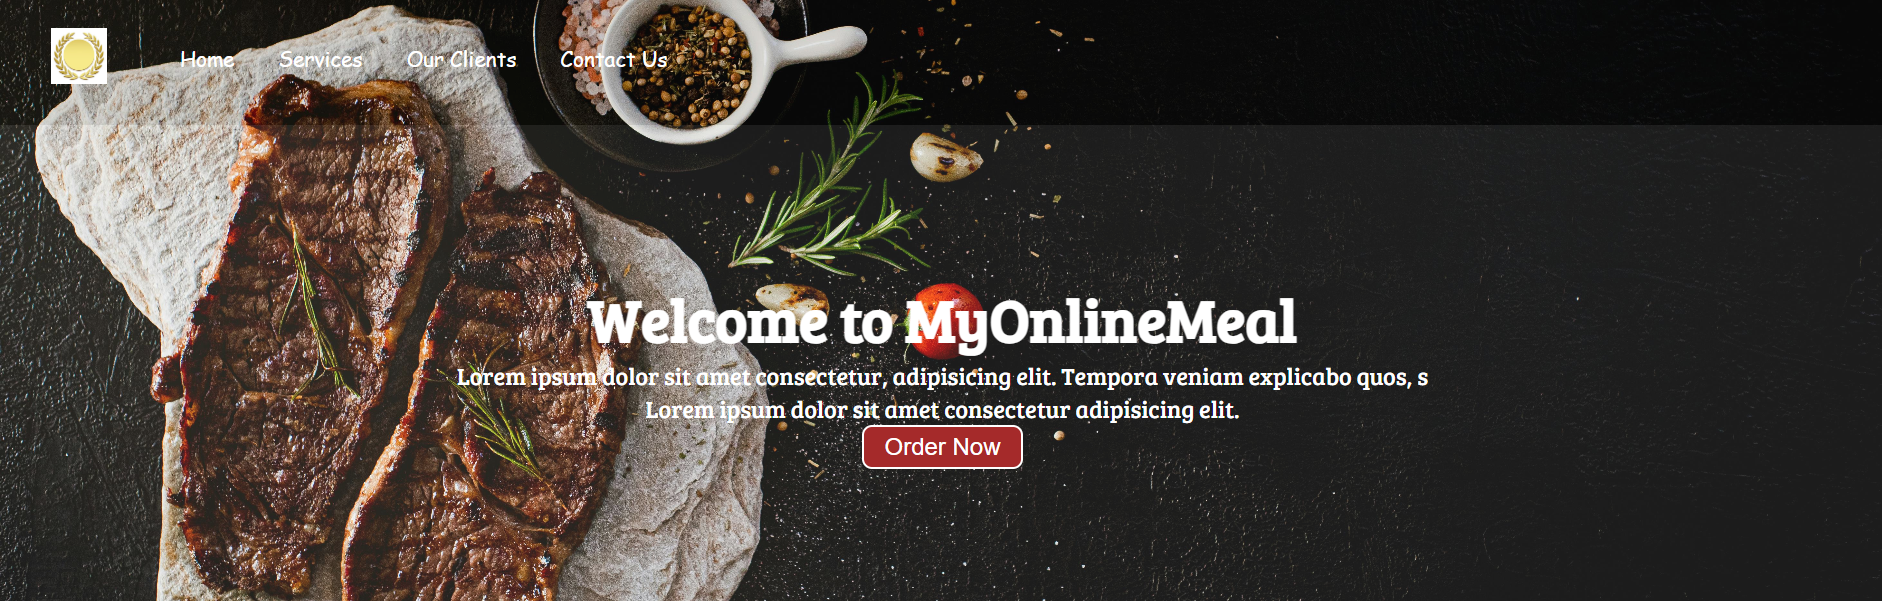 Home Services Our Clients Contact Us
Welcome to MyOnlineMeal
Lorem ipsum dolor sit amet consectetur, adipisicing elit. Tempora veniam explicabo quos, s
Lorem ipsum dolor sit amet consectetur adipisicing elit.
Order Now